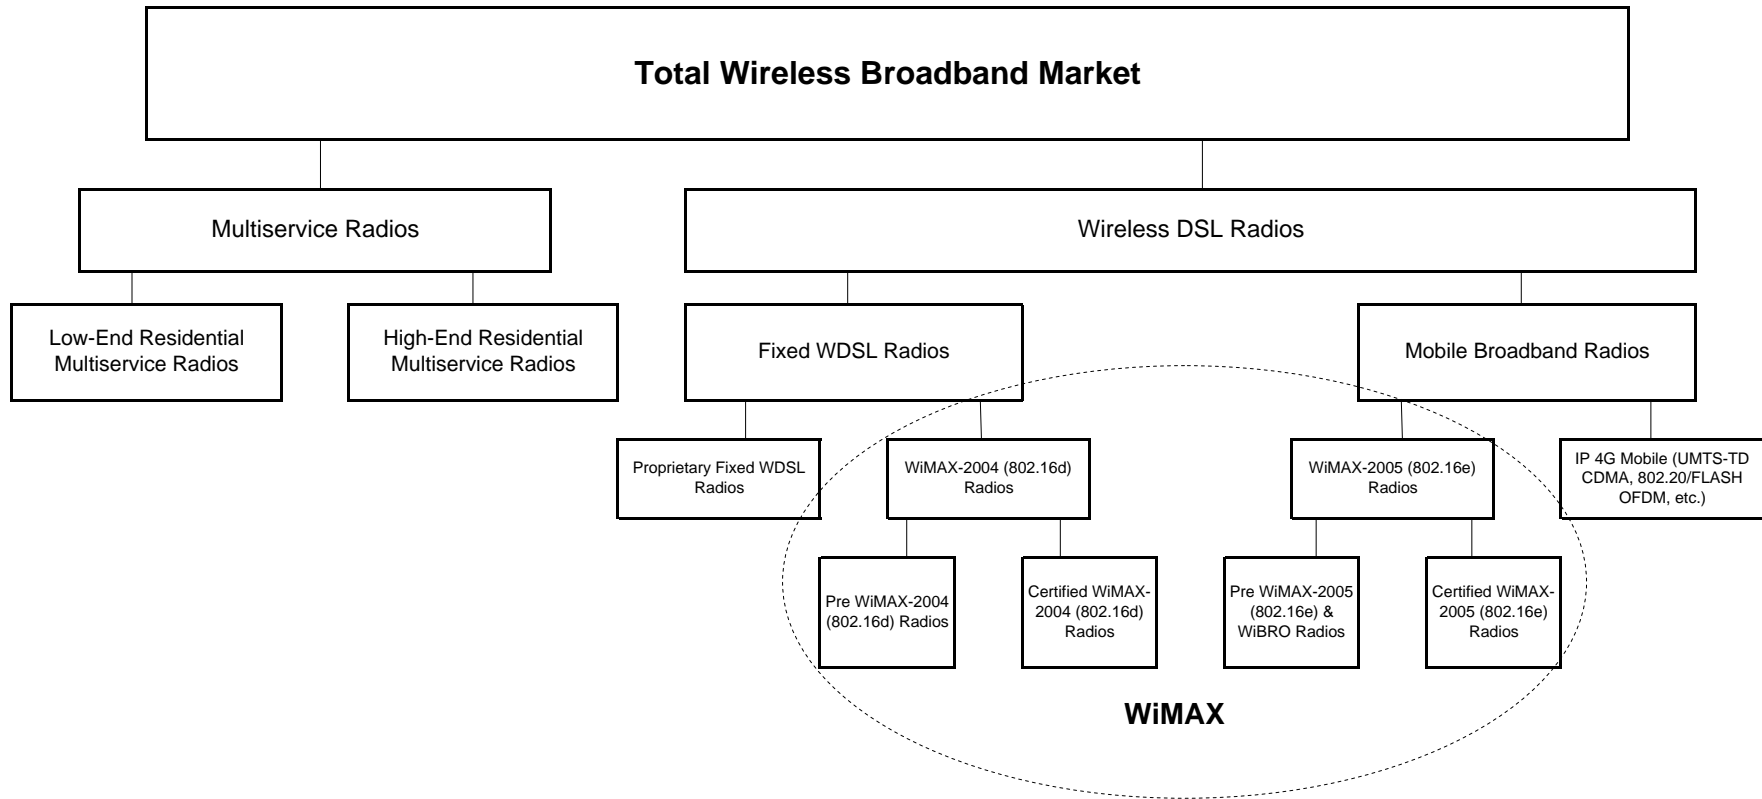 Total Wireless Broadband Market
Multiservice Radios
Wireless DSL Radios
Low-End Residential
Multiservice Radios
High-End Residential
Multiservice Radios
Fixed WDSL Radios
Mobile Broadband Radios
Proprietary Fixed WDSL
Radios
WiMAX-2004 (802.16d)
Radios
WiMAX-2005 (802.16e)
Radios
IP 4G Mobile (UMTS-TD
CDMA, 802.20/FLASH
OFDM, etc.)
Pre WiMAX-2004
(802.16d) Radios
Certified WiMAX-
2004 (802.16d)
Radios
Pre WiMAX-2005
(802.16e) &
WiBRO Radios
Certified WiMAX-
2005 (802.16e)
Radios
WiMAX